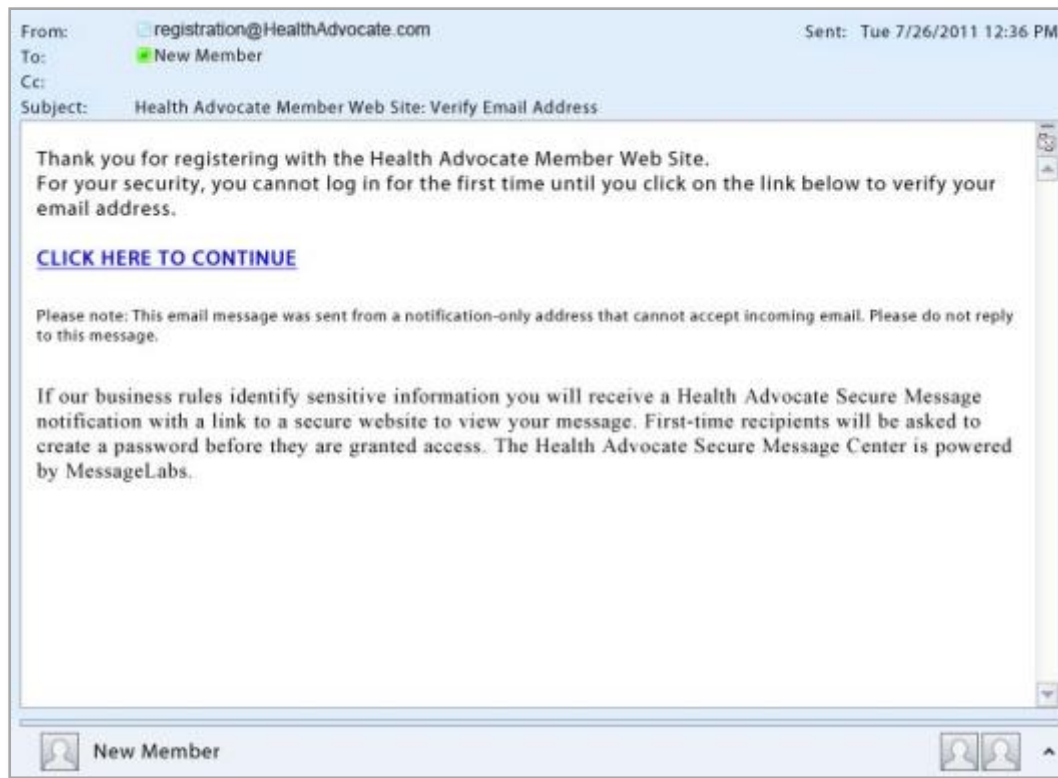 From: registration@HealthAdvocate.com Sent: Tue 7/26/2011 12:36 PM
To: New Member
Cc:
Subject: Health Advocate Member Web Site: Verify Email Address
Thank you for registering with the Health Advocate Member Web Site.
For your security, you cannot log in for the first time until you click on the link below to verify your
email address.
CLICK HERE TO CONTINUE
Please note: This email message was sent from a notification-only address that cannot accept incoming email. Please do not reply
to this message.
If our business rules identify sensitive information you will receive a Health Advocate Secure Message
notification with a link to a secure website to view your message. First-time recipients will be asked to
create a password before they are granted access. The Health Advocate Secure Message Center is powered
by MessageLabs.
New Member